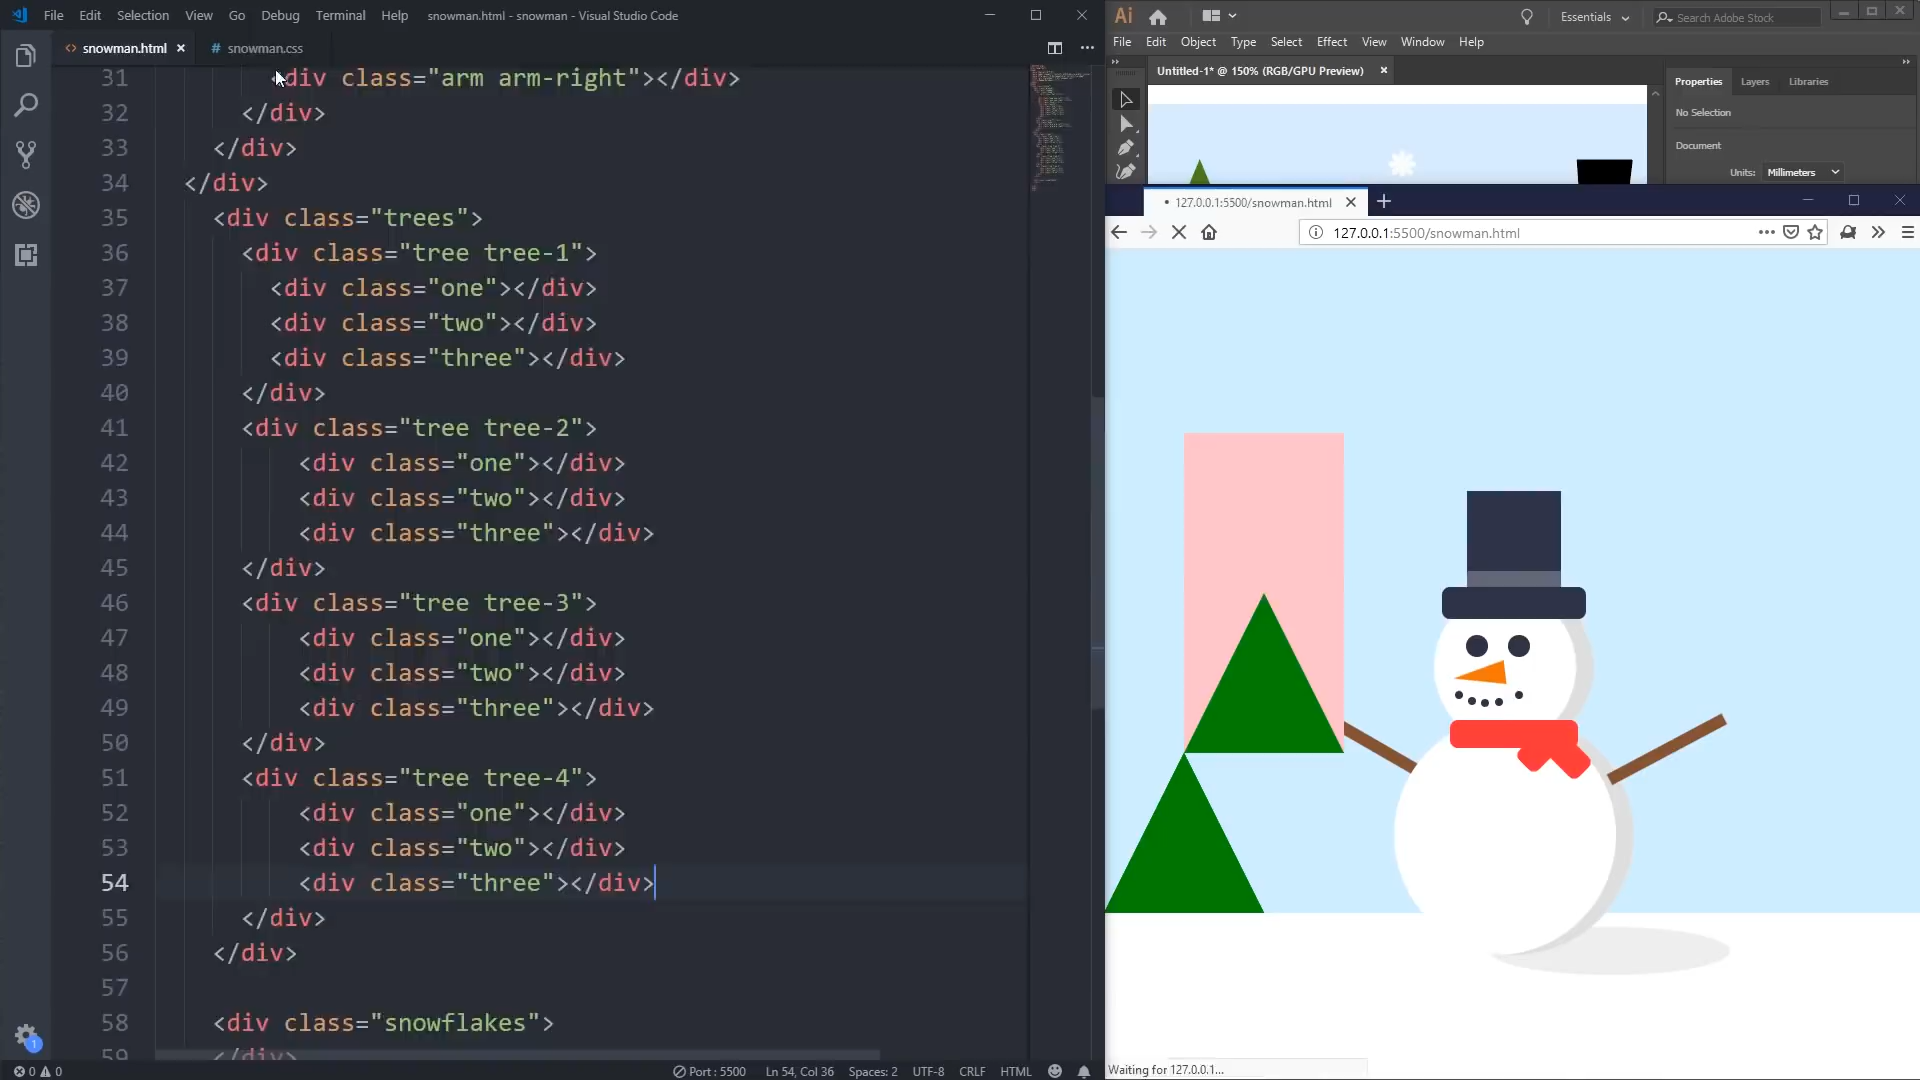 File Edit Selection View Go Debug Terminal Help snowman.html - snowman - Visual Studio Code
snowman.html # snowman.css
31 <div class="arm arm-right"></div>
32 </div>
33 </div>
34 </div>
35 <div class="trees">
36 <div class="tree tree-1">
37 <div class="one"></div>
38 <div class="two"></div>
39 <div class="three"></div>
40 </div>
41 <div class="tree tree-2">
42 <div class="one"></div>
43 <div class="two"></div>
44 <div class="three"></div>
45 </div>
46 <div class="tree tree-3">
47 <div class="one"></div>
48 <div class="two"></div>
49 <div class="three"></div>
50 </div>
51 <div class="tree tree-4">
52 <div class="one"></div>
53 <div class="two"></div>
54 <div class="three"></div>
55 </div>
56 </div>
57
58 <div class="snowflakes">
59 </div>
1
0 0 Port : 5500 Ln 54, Col 36 Spaces: 2 UTF-8 CRLF HTML
Ai Essentials Search Adobe Stock
File Edit Object Type Select Effect View Window Help
Untitled-1* @ 150% (RGB/GPU Preview)
Properties Layers Libraries
No Selection
Document
Units: Millimeters
127.0.0.1:5500/snowman.html
127.0.0.1:5500/snowman.html
Waiting for 127.0.0.1...